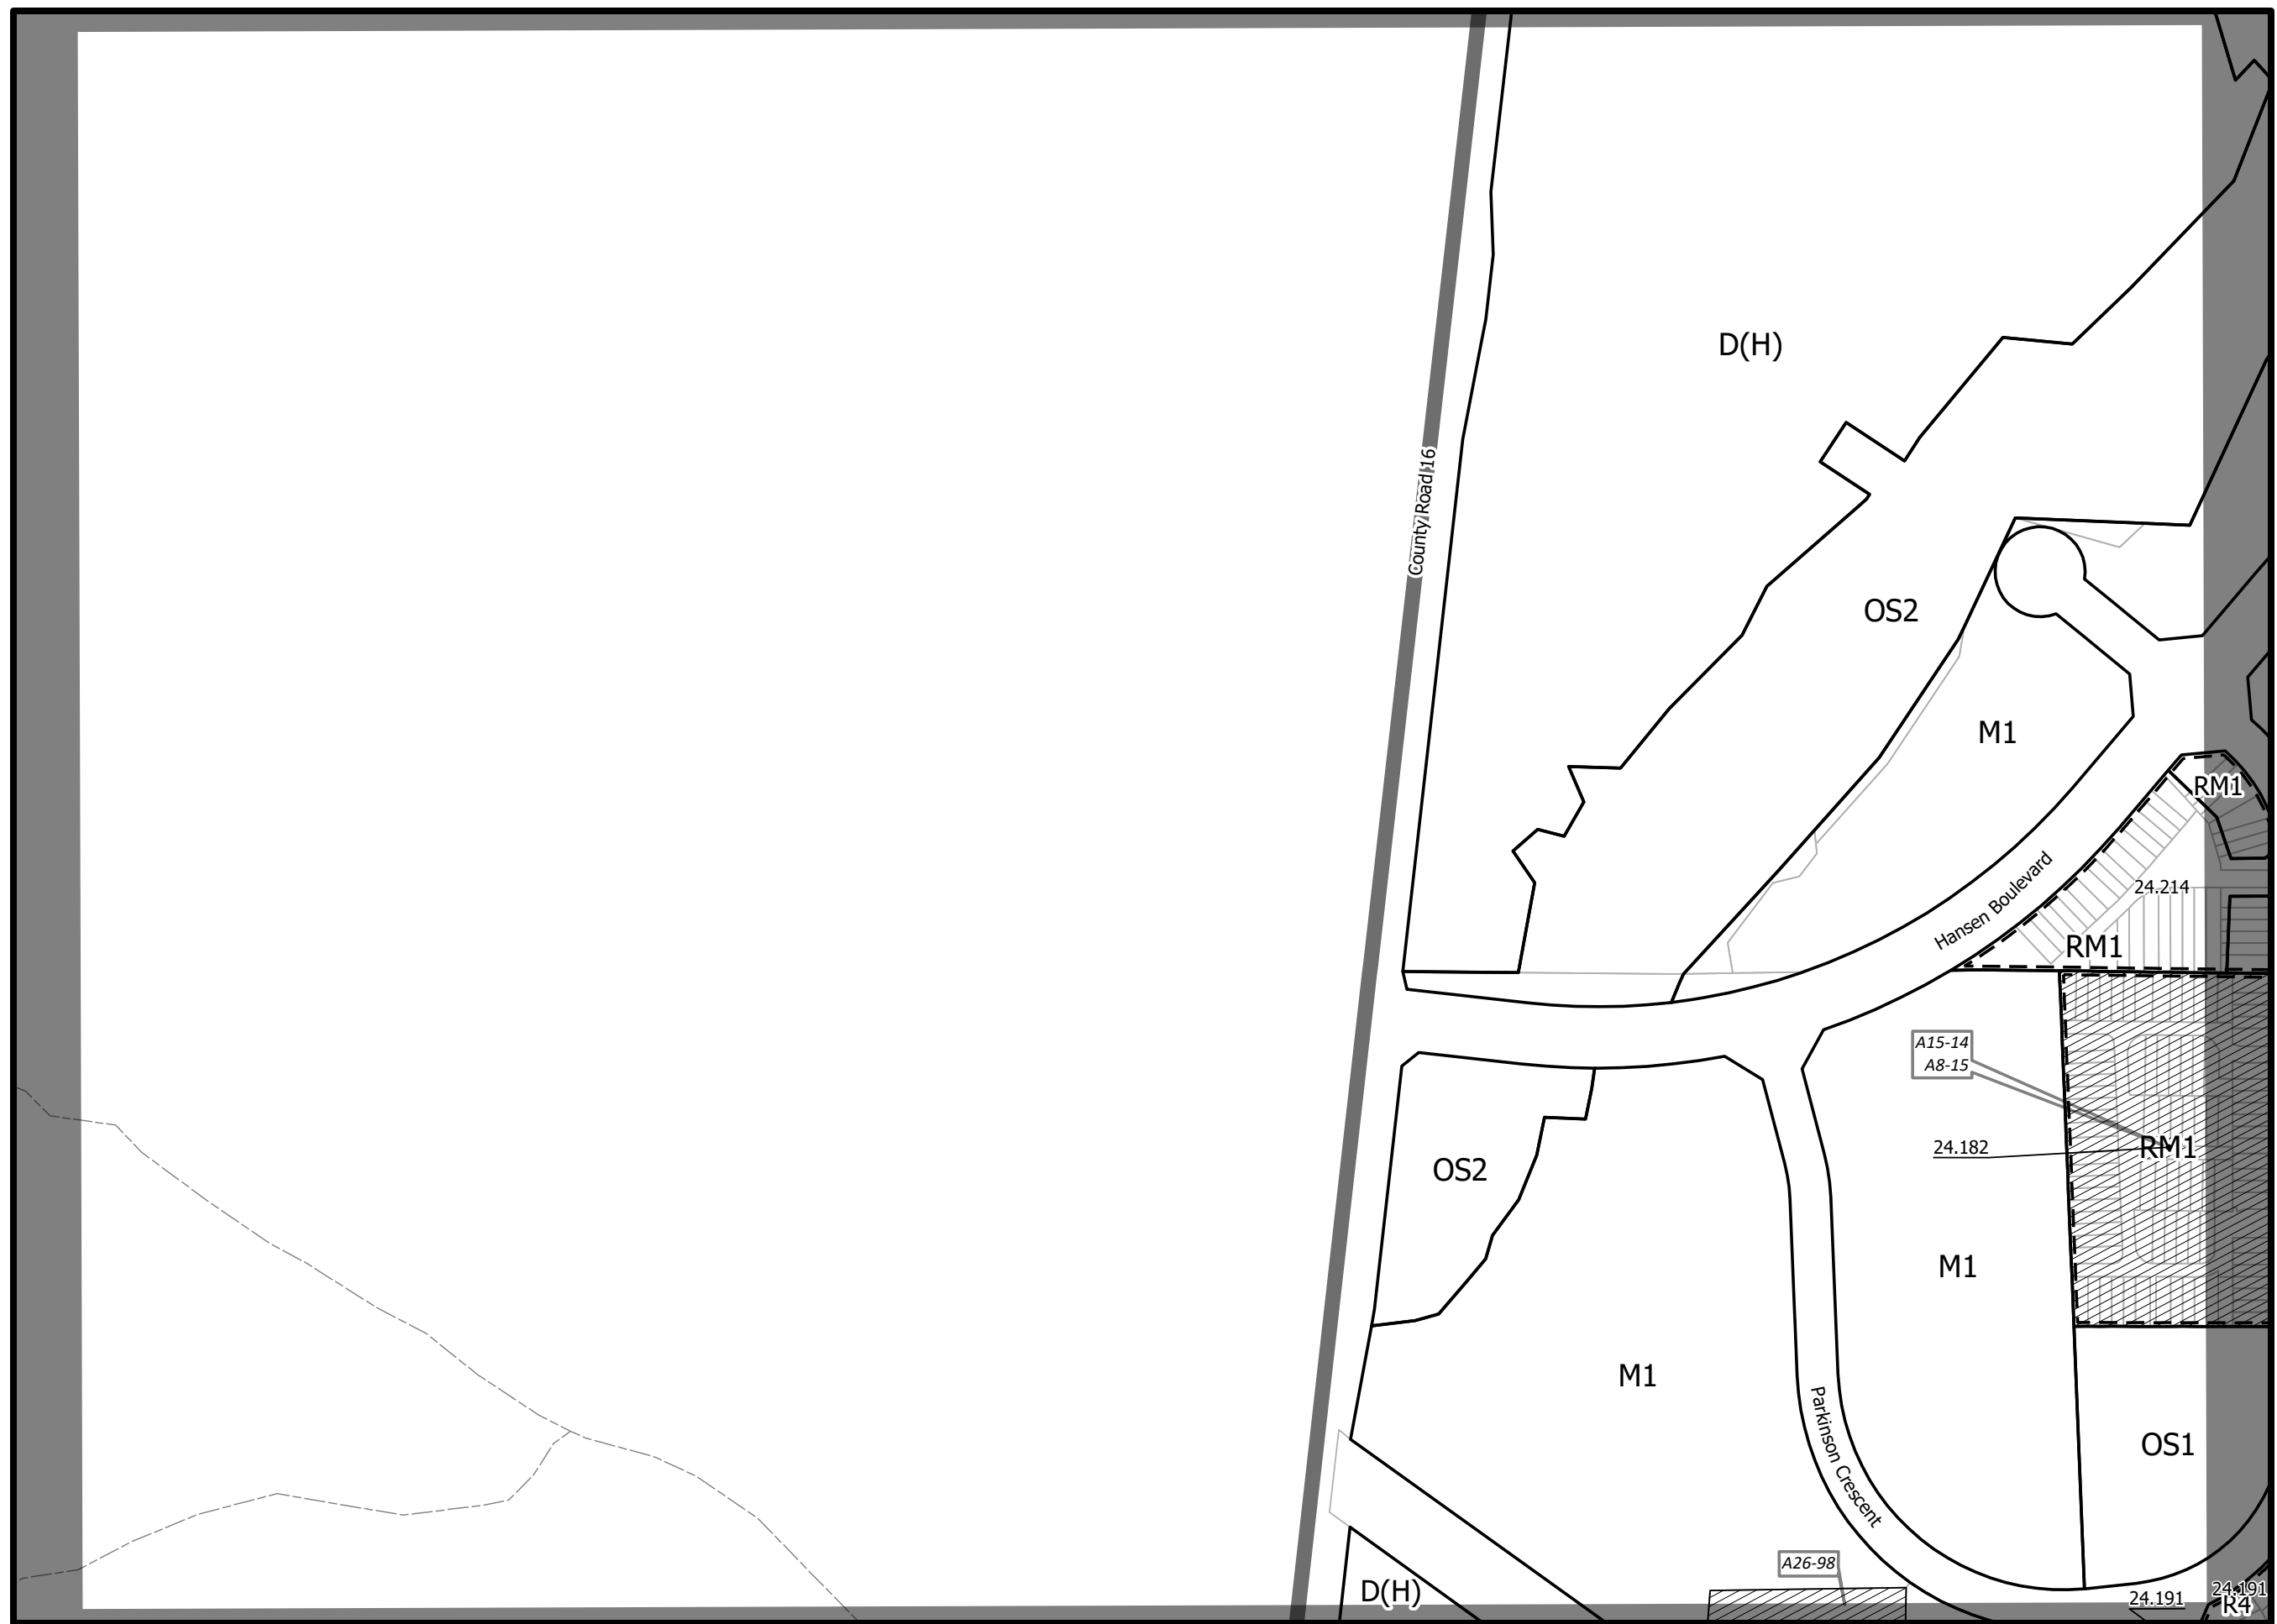 D(H)
County Road 16
OS2
M1
RM1
Hansen Boulevard
24.214
RM1
A15-14
A8-15
24.182
RM1
OS2
M1
M1
Parkinson Crescent
OS1
A26-98
D(H)
24.191
24.191
R4